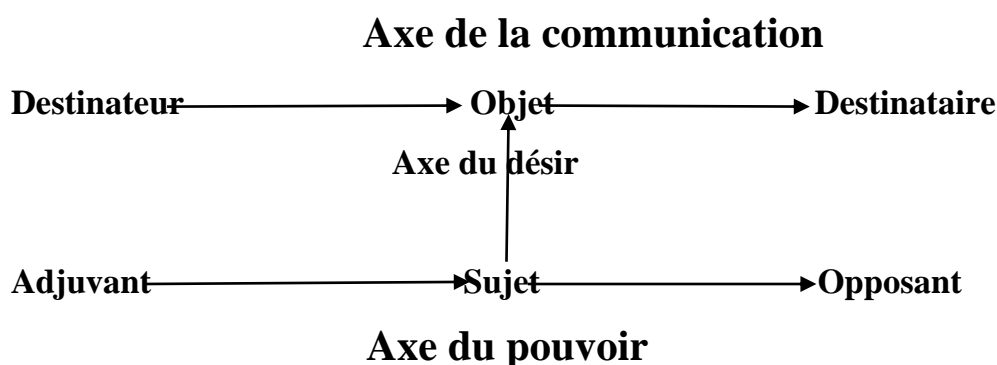 Axe de la communication
Destinateur Objet Destinataire
Axe du désir
Adjuvant Sujet Opposant
Axe du pouvoir